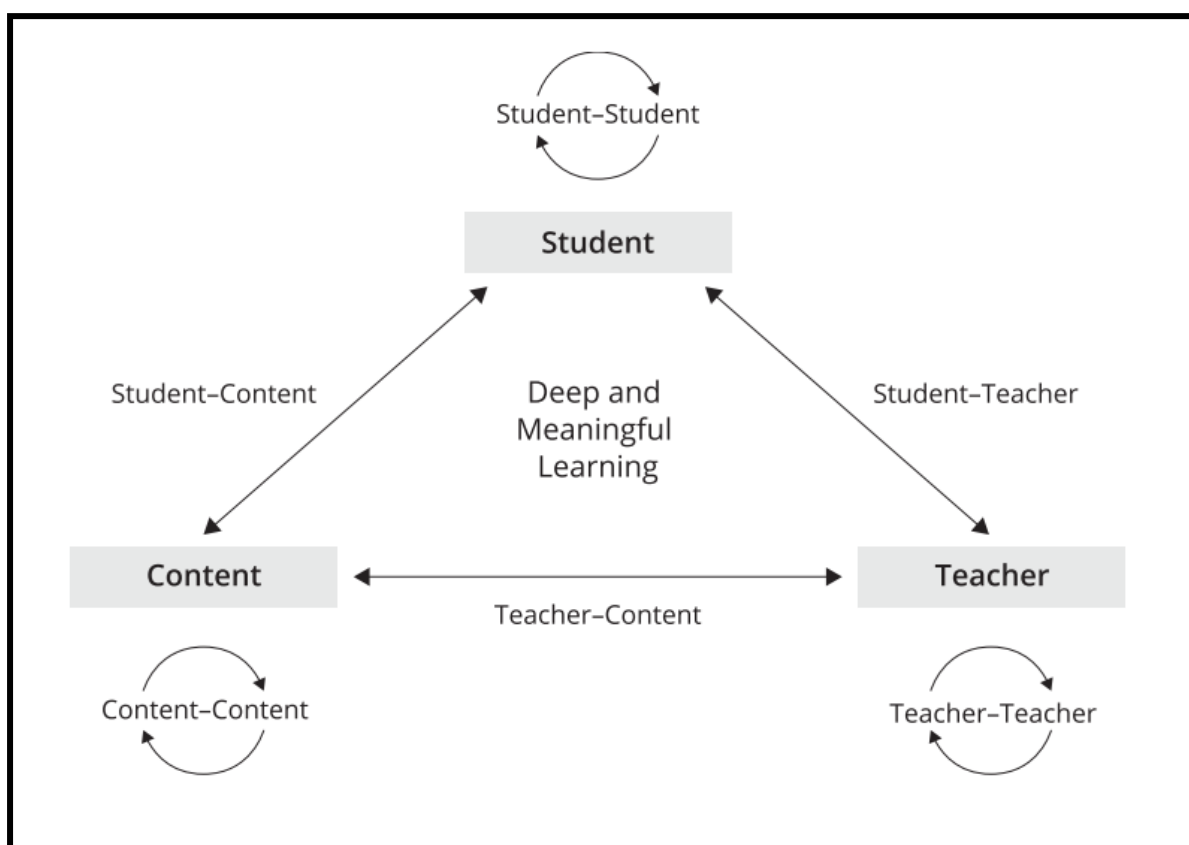 Student–Student
Student
Student–Content
Deep and
Meaningful
Learning
Student–Teacher
Content
Teacher
Teacher–Content
Content–Content
Teacher–Teacher